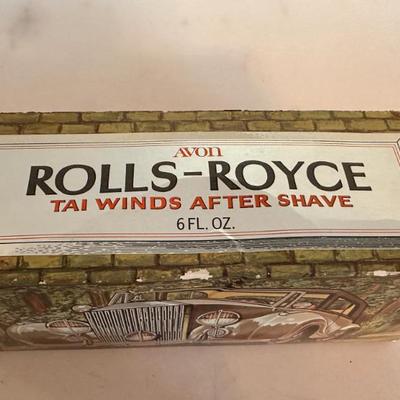 AVON
ROLLS-ROYCE
TAI WINDS AFTER SHAVE
6 FL. OZ.